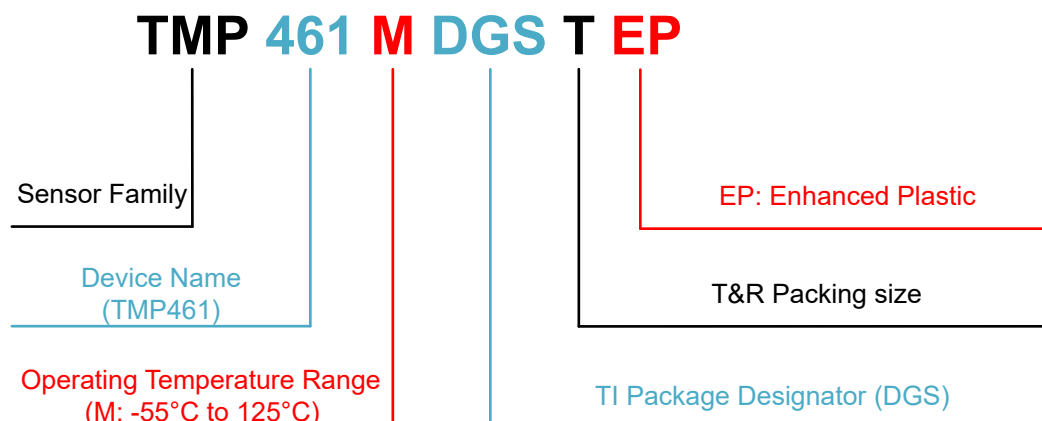 TMP 461 M DGS T EP
Sensor Family
EP: Enhanced Plastic
Device Name
(TMP461)
T&R Packing size
Operating Temperature Range
(M: -55°C to 125°C)
TI Package Designator (DGS)